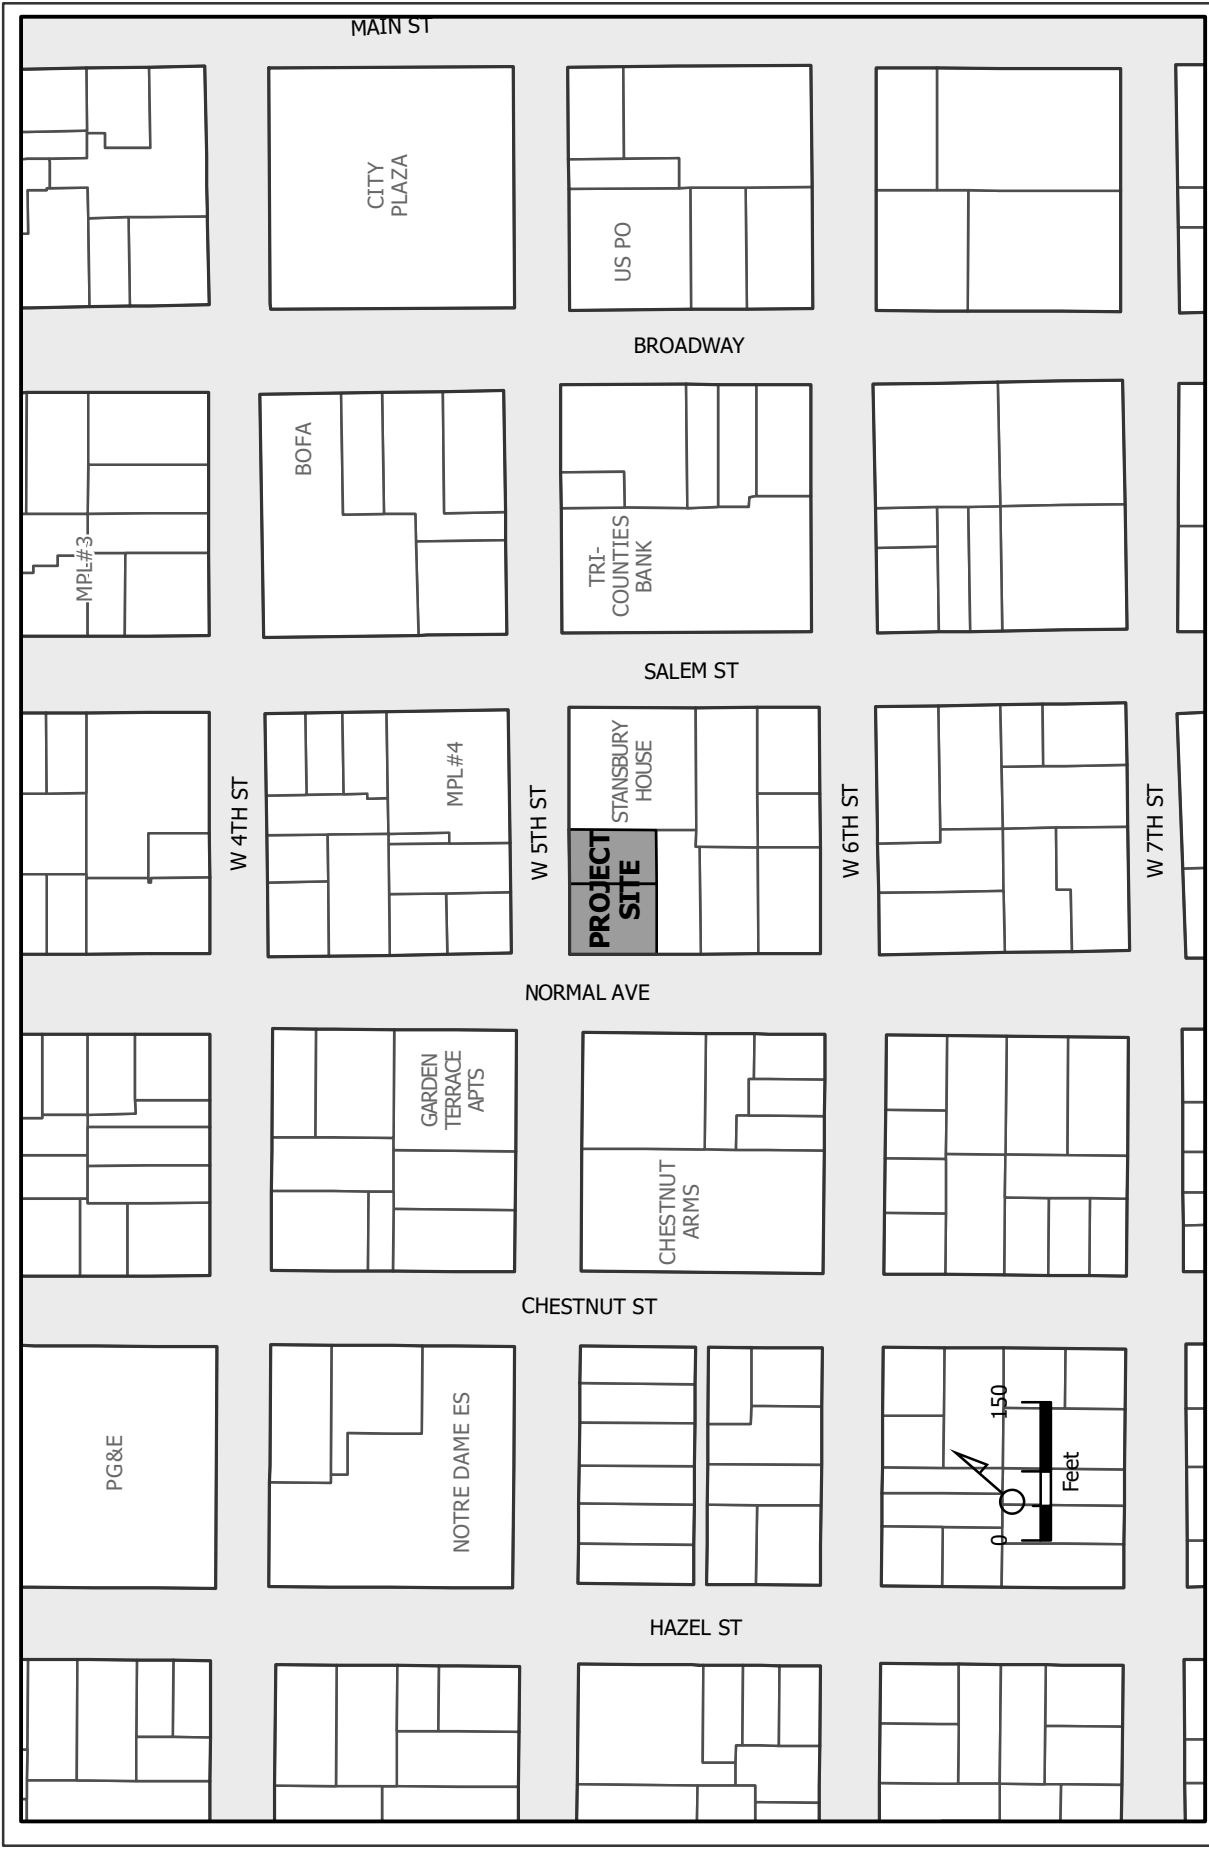 MAIN ST
CITY
PLAZA
US PO
BROADWAY
BOFA
MPL#3
TRI-
COUNTIES
BANK
SALEM ST
W 4TH ST
MPL#4
W 5TH ST
STANSBURY
HOUSE
PROJECT
SITE
W 6TH ST
W 7TH ST
NORMAL AVE
GARDEN
TERRACE
APTS
CHESTNUT
ARMS
CHESTNUT ST
PG&E
NOTRE DAME ES
0
150
Feet
HAZEL ST